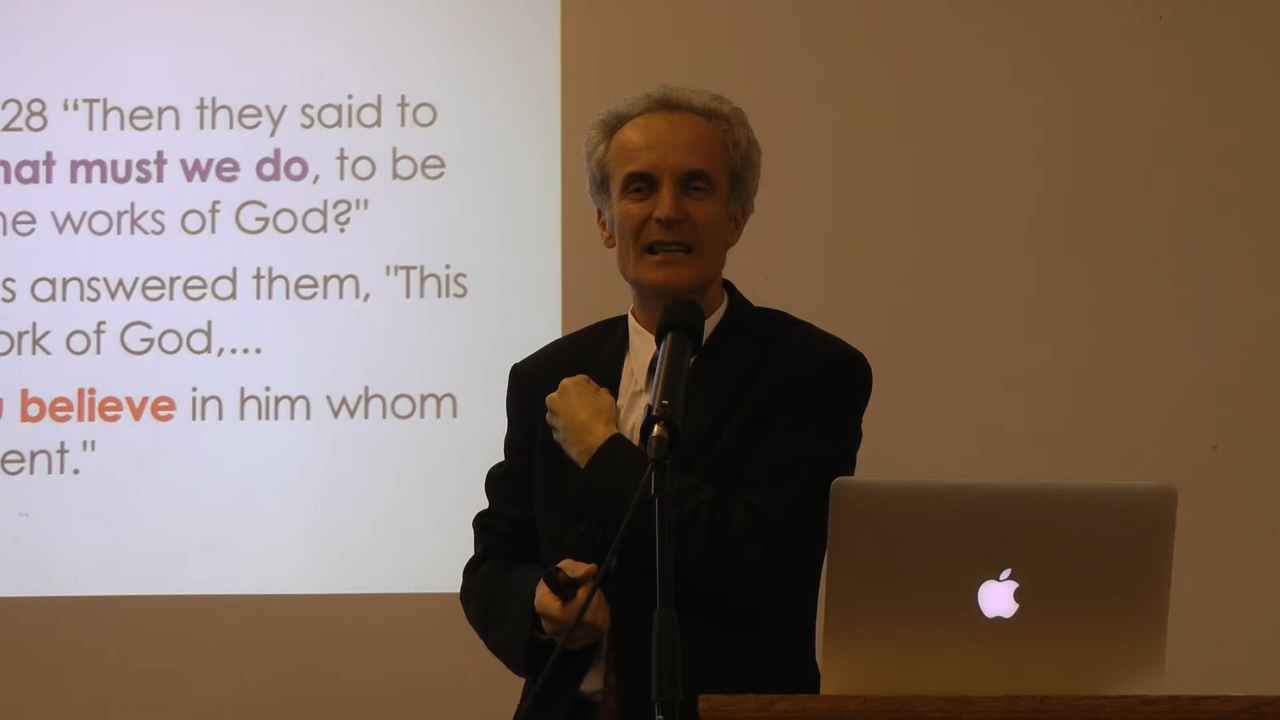 28 “Then they said to
hat must we do, to be
he works of God?"
s answered them, "This
ork of God,...
believe in him whom
ent."